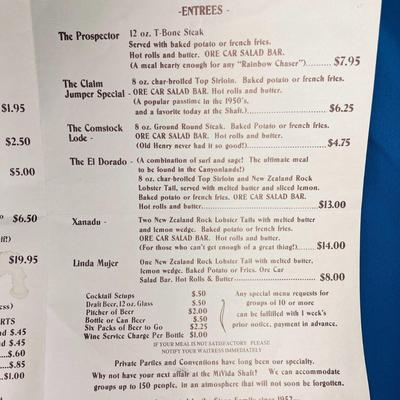 -ENTREES -
The Prospector 12 oz. T-Bone Steak
Served with baked potato or french fries.
Hot rolls and butter. ORE CAR SALAD BAR.
(A meal hearty enough for any "Rainbow Chaser")......... $7.95
The Claim 8 oz. char-broiled Top Sirloin. Baked potato or french fries.
Jumper Special - ORE CAR SALAD BAR. Hot rolls and butter.
(A popular passtime in the 1950's,
and a favorite today at the Shaft.)........................ $6.25
The Comstock 8 oz. Ground Round Steak. Baked Potato or french fries.
Lode - ORE CAR SALAD BAR. Hot rolls and butter.
(Old Henry never had it so good!)........................ $4.75
The El Dorado - (A combination of surf and sage! The ultimate meal
to be found in the Canyonlands!)
8 oz. char-broiled Top Sirloin and New Zealand Rock
Lobster Tail, served with melted butter and sliced lemon.
Baked potatoe or french fries. ORE CAR SALAD BAR.
Hot rolls and butter........................................ $13.00
Xanadu - Two New Zealand Rock Lobster Tails with melted butter
and lemon wedge. Baked potato or french fries.
ORE CAR SALAD BAR. Hot rolls and butter.
(For those who can't get enough of a great thing!)....... $14.00
Linda Mujer One New Zealand Rock Lobster Tail with melted butter,
lemon wedge. Baked Potato or Fries. Ore Car
Salad Bar. Hot Rolls & Butter........................... $8.00
Cocktail Setups $.50
Draft Beer, 12 oz. Glass $.50
Pitcher of Beer $2.00
Bottle or Can Beer $.50
Six Packs of Beer to Go $2.25
Wine Service Charge Per Bottle $1.00
Any special menu requests for
groups of 10 or more
can be fulfilled with 1 week's
prior notice, payment in advance.
IF YOUR MEAL IS NOT SATISFACTORY PLEASE
NOTIFY YOUR WAITRESS IMMEDIATELY
Private Parties and Conventions have long been our specialty.
Why not have your next affair at the MiVida Shaft? We can accommodate
groups up to 150 people, in an atmosphere that will not soon be forgotten.
$1.95
$2.50
$5.00
$6.50
$19.95
$.45
$.45
$.60
$.85
$1.00